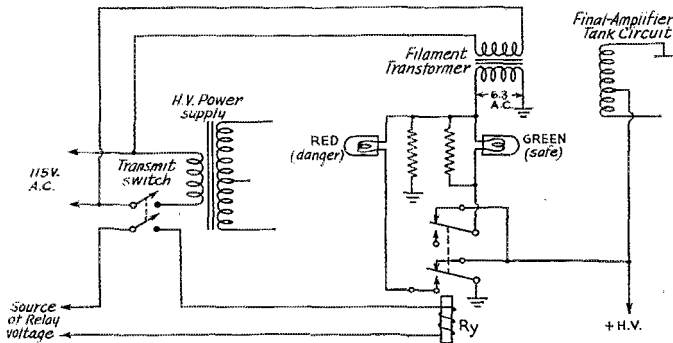 Final-Amplifier
Tank Circuit
Filament
Transformer
6.3
A.C.
H.V. Power
supply
RED
(danger)
GREEN
(safe)
115V.
A.C.
Transmit
switch
Source
of Relay
voltage
Ry
+H.V.